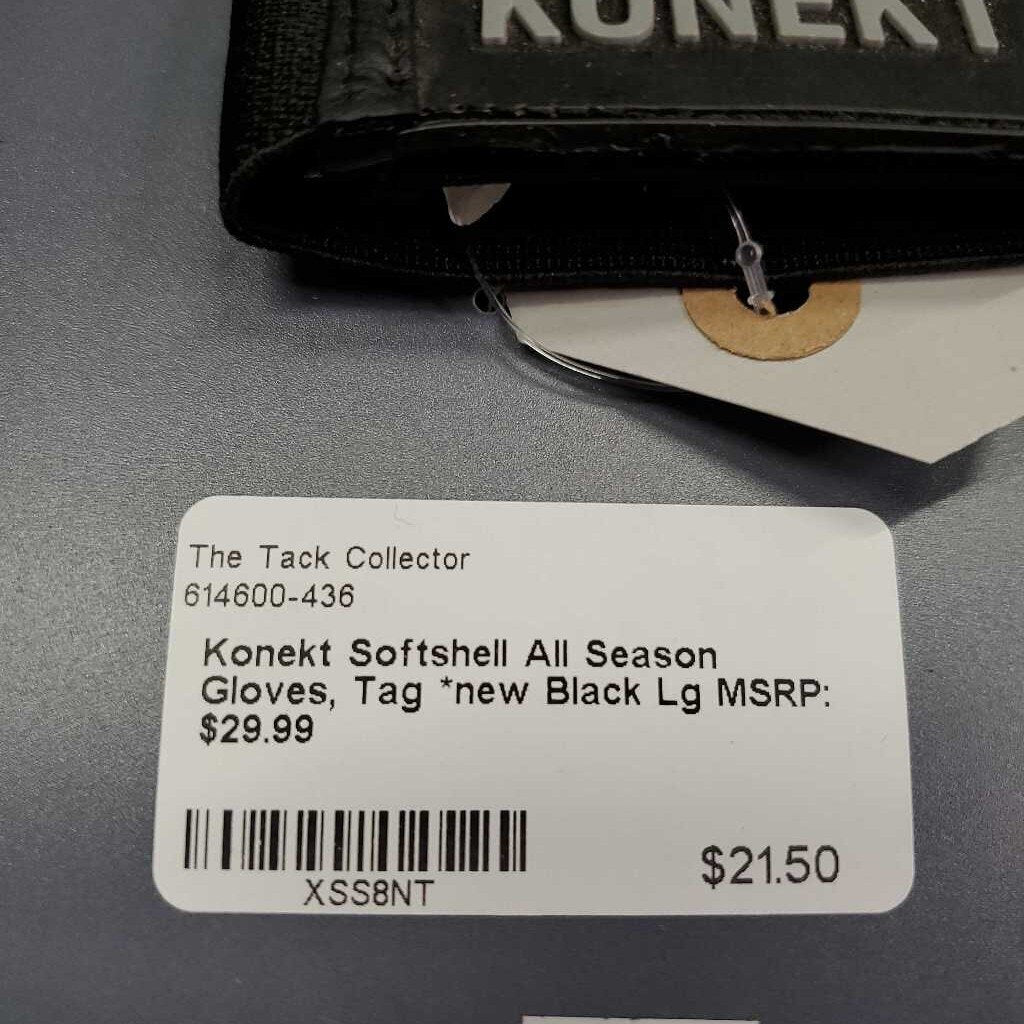 KONEKT
The Tack Collector
614600-436
Konekt Softshell All Season
Gloves, Tag *new Black Lg MSRP:
$29.99
XSS8NT
$21.50